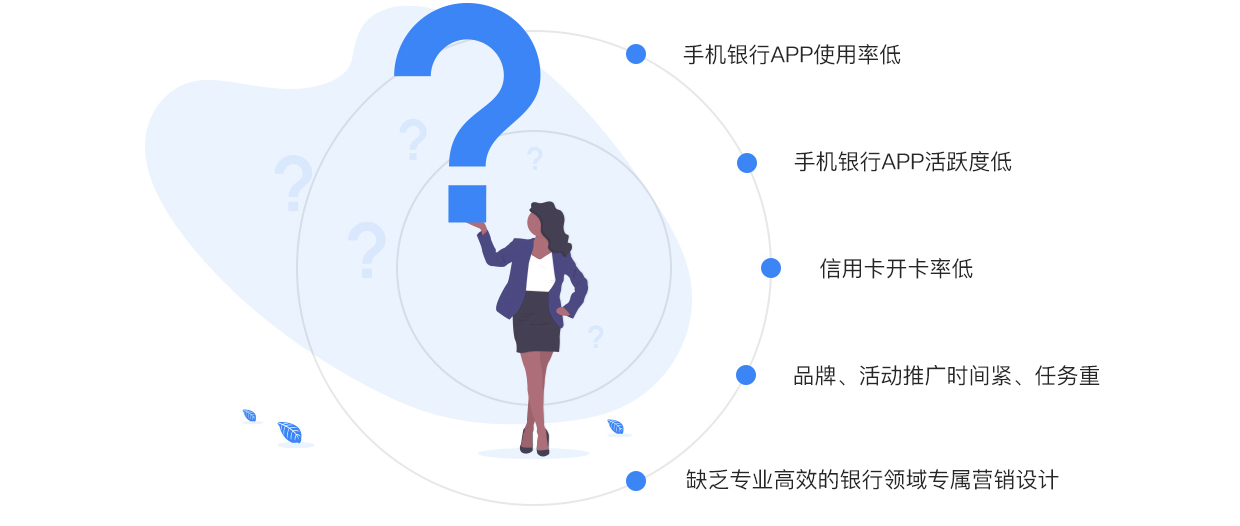 手机银行APP使用率低
手机银行APP活跃度低
信用卡开卡率低
品牌、活动推广时间紧、任务重
缺乏专业高效的银行领域专属营销设计